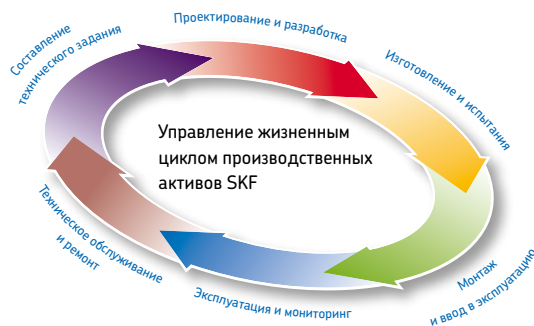 Составление
технического задания
Проектирование и разработка
Изготовление и испытания
Управление жизненным
циклом производственных
активов SKF
Монтаж
и ввод в эксплуатацию
Эксплуатация и мониторинг
Техническое обслуживание
и ремонт